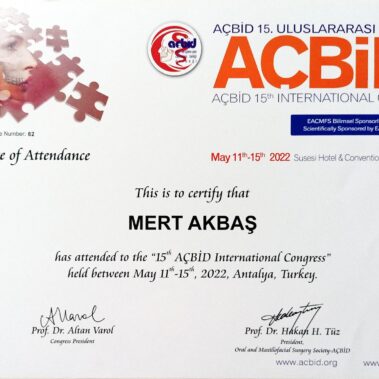 açbid
AÇBİD 15. ULUSLARARASI
AÇBİD
AÇBİD 15th INTERNATIONAL
EACMFS Bilimsel
Scientifically Sponsored by
Number: 62
e of Attendance
May 11th-15th 2022 Susesi Hotel & Convention
This is to certify that
MERT AKBAŞ
has attended to the “15th AÇBİD International Congress”
held between May 11th-15th, 2022, Antalya, Turkey.
Prof. Dr. Altan Varol
Congress President
Prof. Dr. Hakan H. Tüz
President,
Oral and Maxillofacial Surgery Society-AÇBİD
www.acbid.org